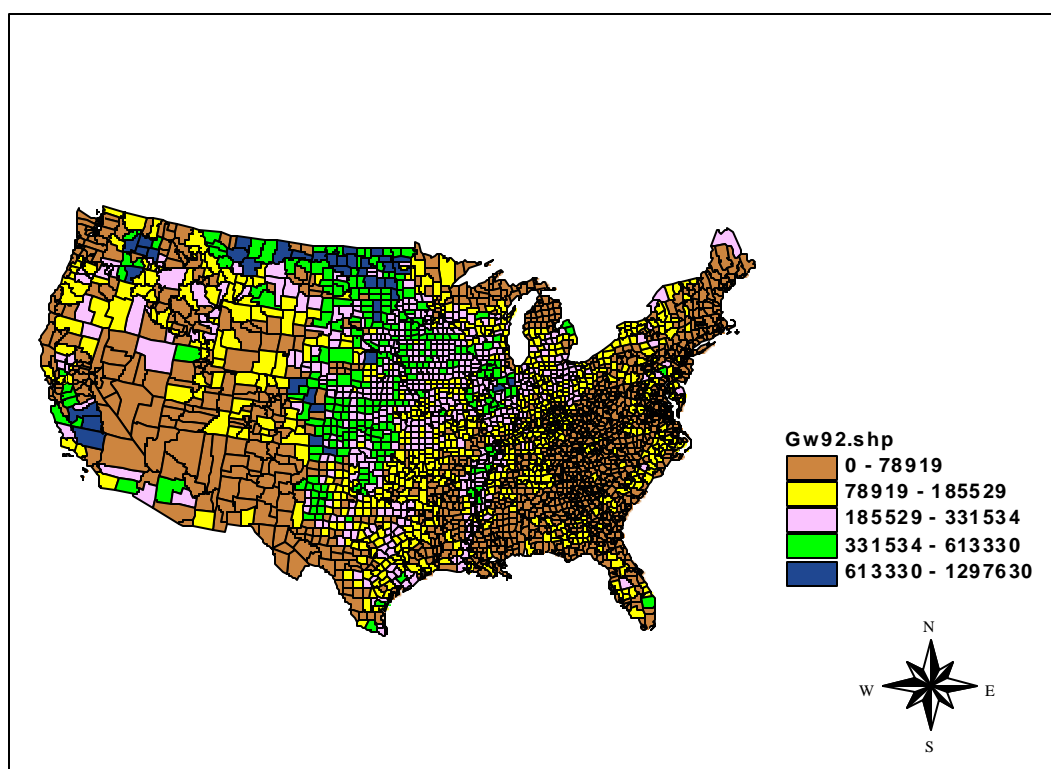 Gw92.shp
0 - 78919
78919 - 185529
185529 - 331534
331534 - 613330
613330 - 1297630
N
W E
S